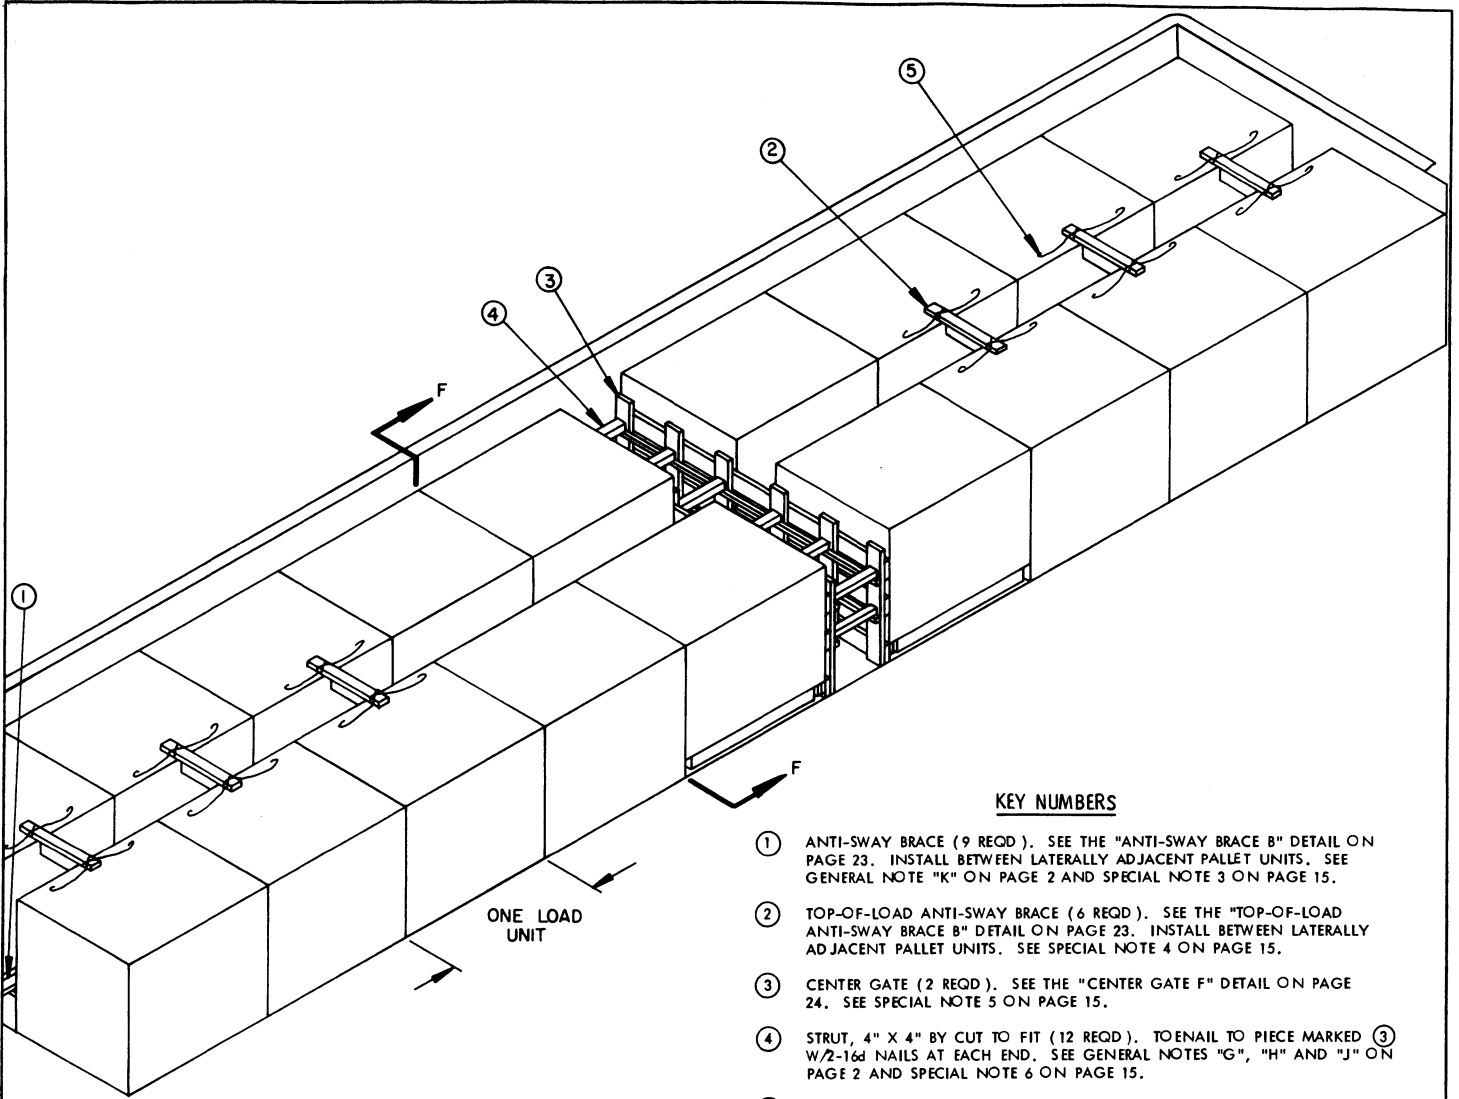 5
2
3
4
F
1
F
ONE LOAD
UNIT
KEY NUMBERS
1 ANTI-SWAY BRACE (9 REQD). SEE THE "ANTI-SWAY BRACE B" DETAIL ON
PAGE 23. INSTALL BETWEEN LATERALLY ADJACENT PALLET UNITS. SEE
GENERAL NOTE "K" ON PAGE 2 AND SPECIAL NOTE 3 ON PAGE 15.
2 TOP-OF-LOAD ANTI-SWAY BRACE (6 REQD). SEE THE "TOP-OF-LOAD
ANTI-SWAY BRACE B" DETAIL ON PAGE 23. INSTALL BETWEEN LATERALLY
ADJACENT PALLET UNITS. SEE SPECIAL NOTE 4 ON PAGE 15.
3 CENTER GATE (2 REQD). SEE THE "CENTER GATE F" DETAIL ON PAGE
24. SEE SPECIAL NOTE 5 ON PAGE 15.
4 STRUT, 4" X 4" BY CUT TO FIT (12 REQD). TOENAIL TO PIECE MARKED 3
W/2-16d NAILS AT EACH END. SEE GENERAL NOTES "G", "H" AND "J" ON
PAGE 2 AND SPECIAL NOTE 6 ON PAGE 15.